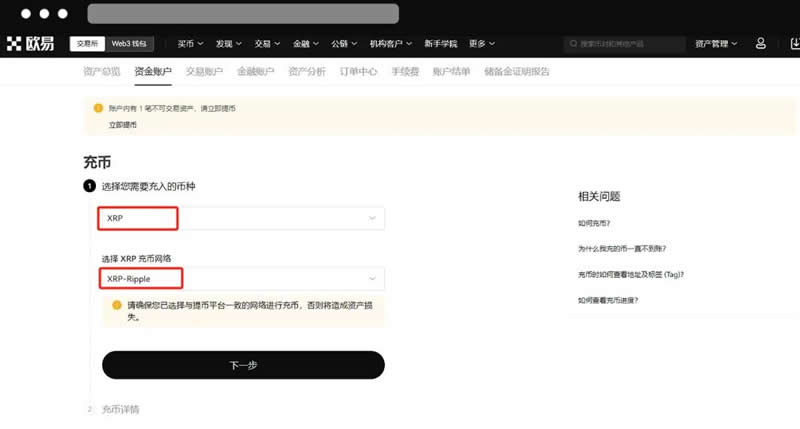 欧易 交易所 Web3 钱包 买币 发现 交易 金融 公链 机构客户 新手学院 更多 搜索币对和其他产品 资产管理
资产总览 资金账户 交易账户 金融账户 资产分析 订单中心 手续费 账户结单 储备金证明报告
账户内有 1 笔不可交易资产，请立即提币
立即提币
充币
1 选择您需要充入的币种
XRP
选择 XRP 充币网络
XRP-Ripple
请确保您已选择与提币平台一致的网络进行充币，否则将造成资产损
失。
下一步
2 充币详情
相关问题
如何充币?
为什么我充的币一直不到账?
充币时如何查看地址及标签 (Tag)?
如何查看充币进度?